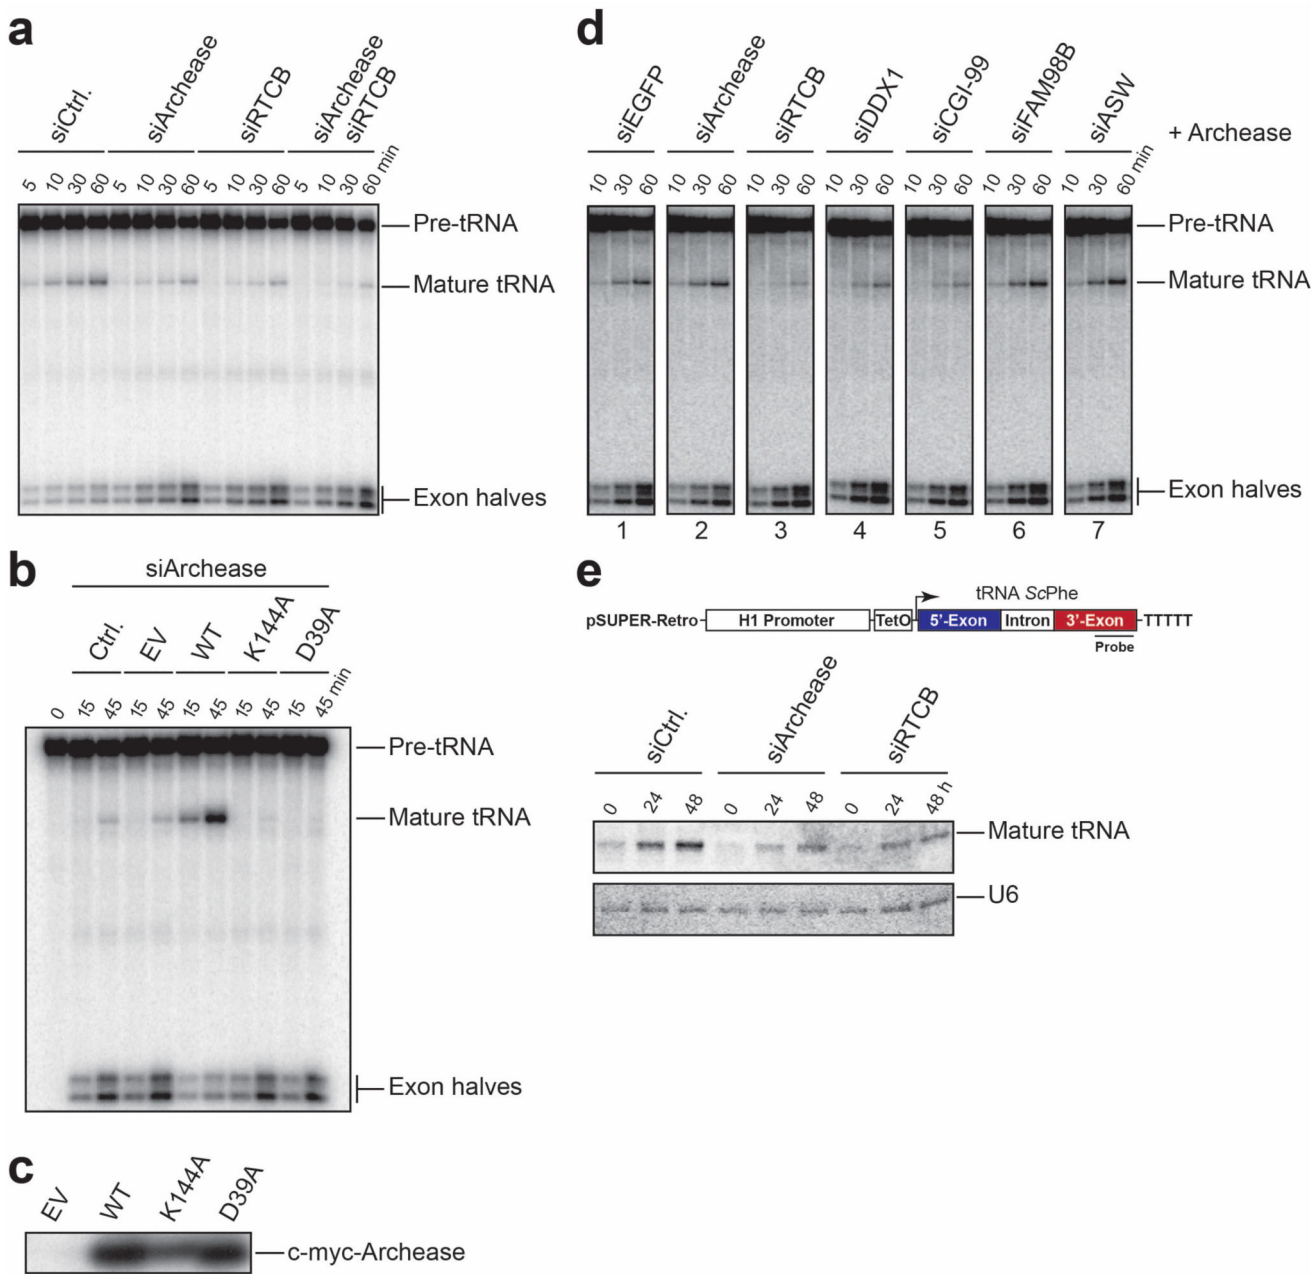 a
siCtrl. siArchease siRTCB siArchease siRTCB
5 10 30 60 5 10 30 60 5 10 30 60 5 10 30 60 min
Pre-tRNA
Mature tRNA
Exon halves
b
siArchease
Ctrl. EV WT K144A D39A
0 15 45 15 45 15 45 15 45 15 45 min
Pre-tRNA
Mature tRNA
Exon halves
c
EV WT K144A D39A
c-myc-Archease
d
siEGFP siArchease siRTCB siDDX1 siCGI-99 siFAM98B siASW + Archease
10 30 60 10 30 60 10 30 60 10 30 60 10 30 60 10 30 60 10 30 60 min
Pre-tRNA
Mature tRNA
Exon halves
1 2 3 4 5 6 7
e
tRNA ScPhe
pSUPER-Retro H1 Promoter TetO 5'-Exon Intron 3'-Exon TTTTT
Probe
siCtrl. siArchease siRTCB
0 24 48 0 24 48 0 24 48 h
Mature tRNA
U6